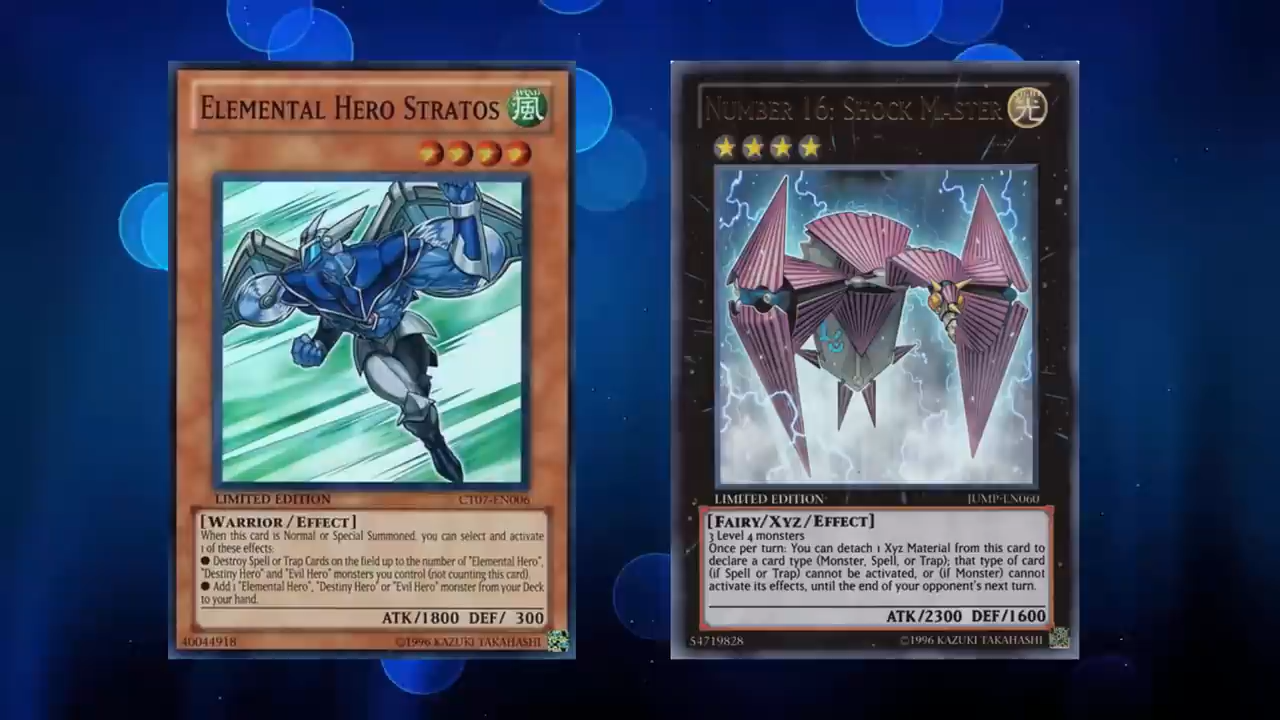 ELEMENTAL HERO STRATOS
風
LIMITED EDITION CT07-EN006
[WARRIOR/EFFECT]
When this card is Normal or Special Summoned, you can select and activate
1 of these effects:
● Destroy Spell or Trap Cards on the field up to the number of "Elemental Hero",
"Destiny Hero" and "Evil Hero" monsters you control (not counting this card).
● Add 1 "Elemental Hero", "Destiny Hero" or "Evil Hero" monster from your Deck
to your hand.
ATK/1800 DEF/ 300
40044918 ©1996 KAZUKI TAKAHASHI
NUMBER 16: SHOCK MASTER
光
LIMITED EDITION JUMP-EN060
[FAIRY/XYZ/EFFECT]
3 Level 4 monsters
Once per turn: You can detach 1 Xyz Material from this card to
declare a card type (Monster, Spell, or Trap); that type of card
(if Spell or Trap) cannot be activated, or (if Monster) cannot
activate its effects, until the end of your opponent's next turn.
ATK/2300 DEF/1600
54719828 ©1996 KAZUKI TAKAHASHI